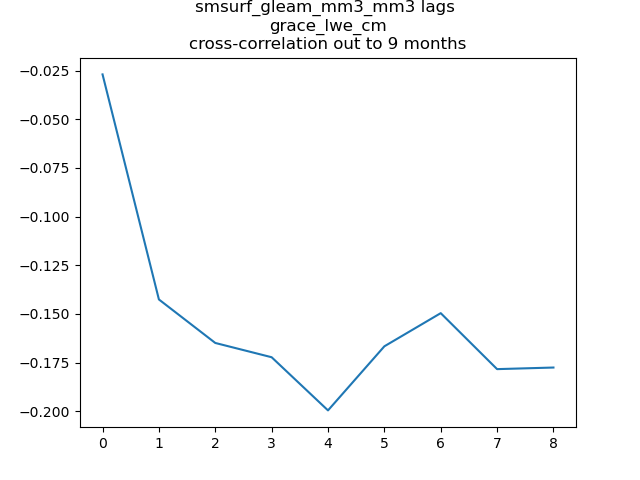 smsurf_gleam_mm3_mm3 lags
grace_lwe_cm
cross-correlation out to 9 months
−0.025
−0.050
−0.075
−0.100
−0.125
−0.150
−0.175
−0.200
0 1 2 3 4 5 6 7 8